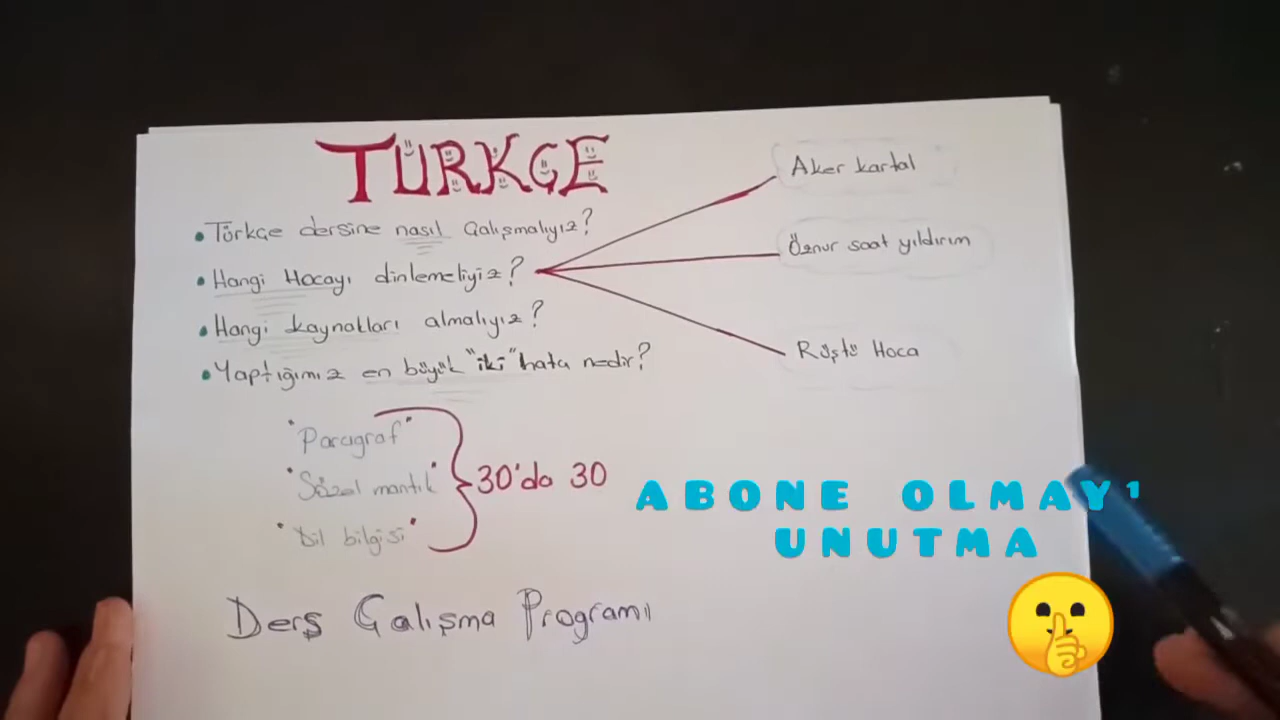 TÜRKÇE
• Türkçe dersine nasıl Çalışmalıyız?
• Hangi Hocayı dinlemeliyiz?
• Hangi kaynakları almalıyız?
• Yaptığımız en büyük "iki" hata nedir?
Aker kartal
Öznur saat yıldırım
Rüştü Hoca
"Paragraf"
"Sözel mantık"
"Dil bilgisi"
30'da 30
ABONE OLMAYI
UNUTMA
Ders Çalışma Programı